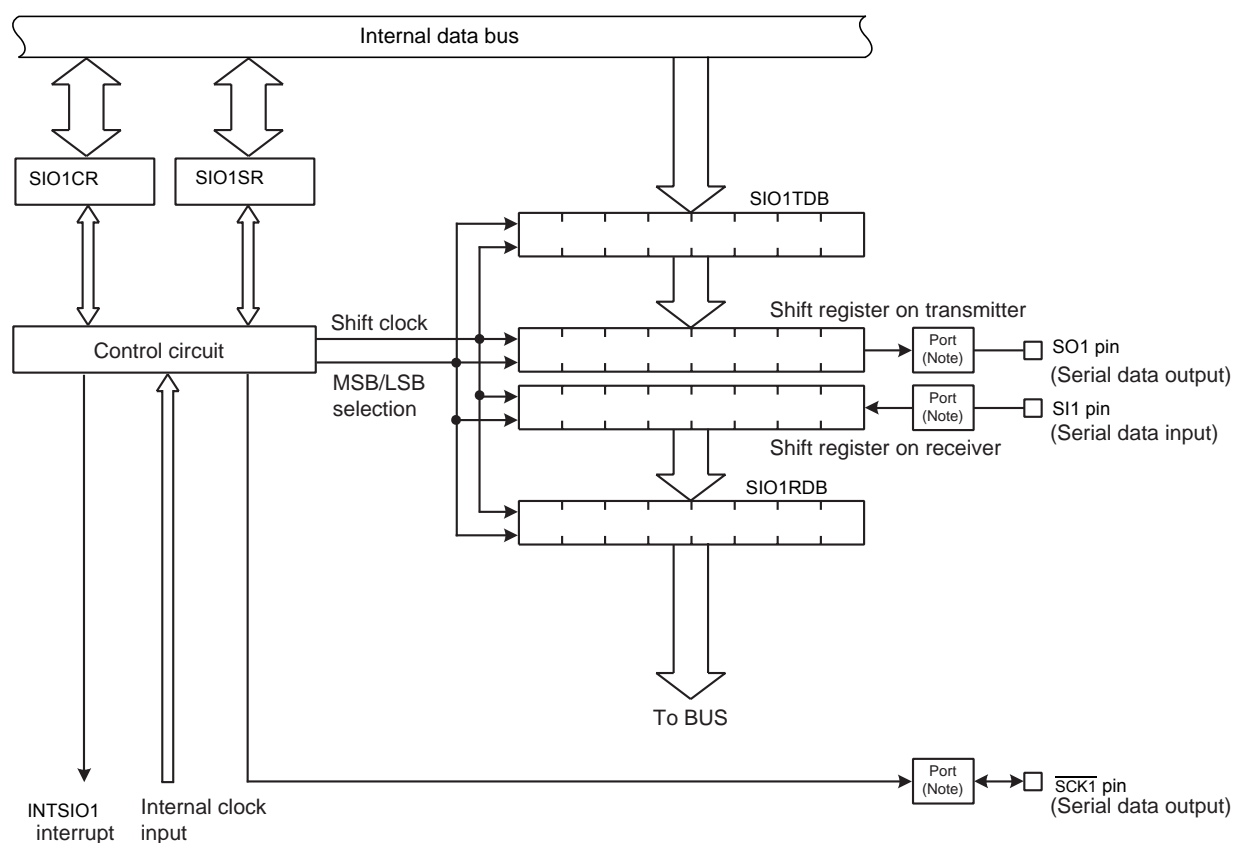 Internal data bus
SIO1CR
SIO1SR
SIO1TDB
Shift clock
Shift register on transmitter
Control circuit
Port
(Note)
SO1 pin
(Serial data output)
MSB/LSB
selection
Port
(Note)
SI1 pin
(Serial data input)
Shift register on receiver
SIO1RDB
To BUS
Port
(Note)
SCK1 pin
(Serial data output)
INTSIO1
interrupt
Internal clock
input